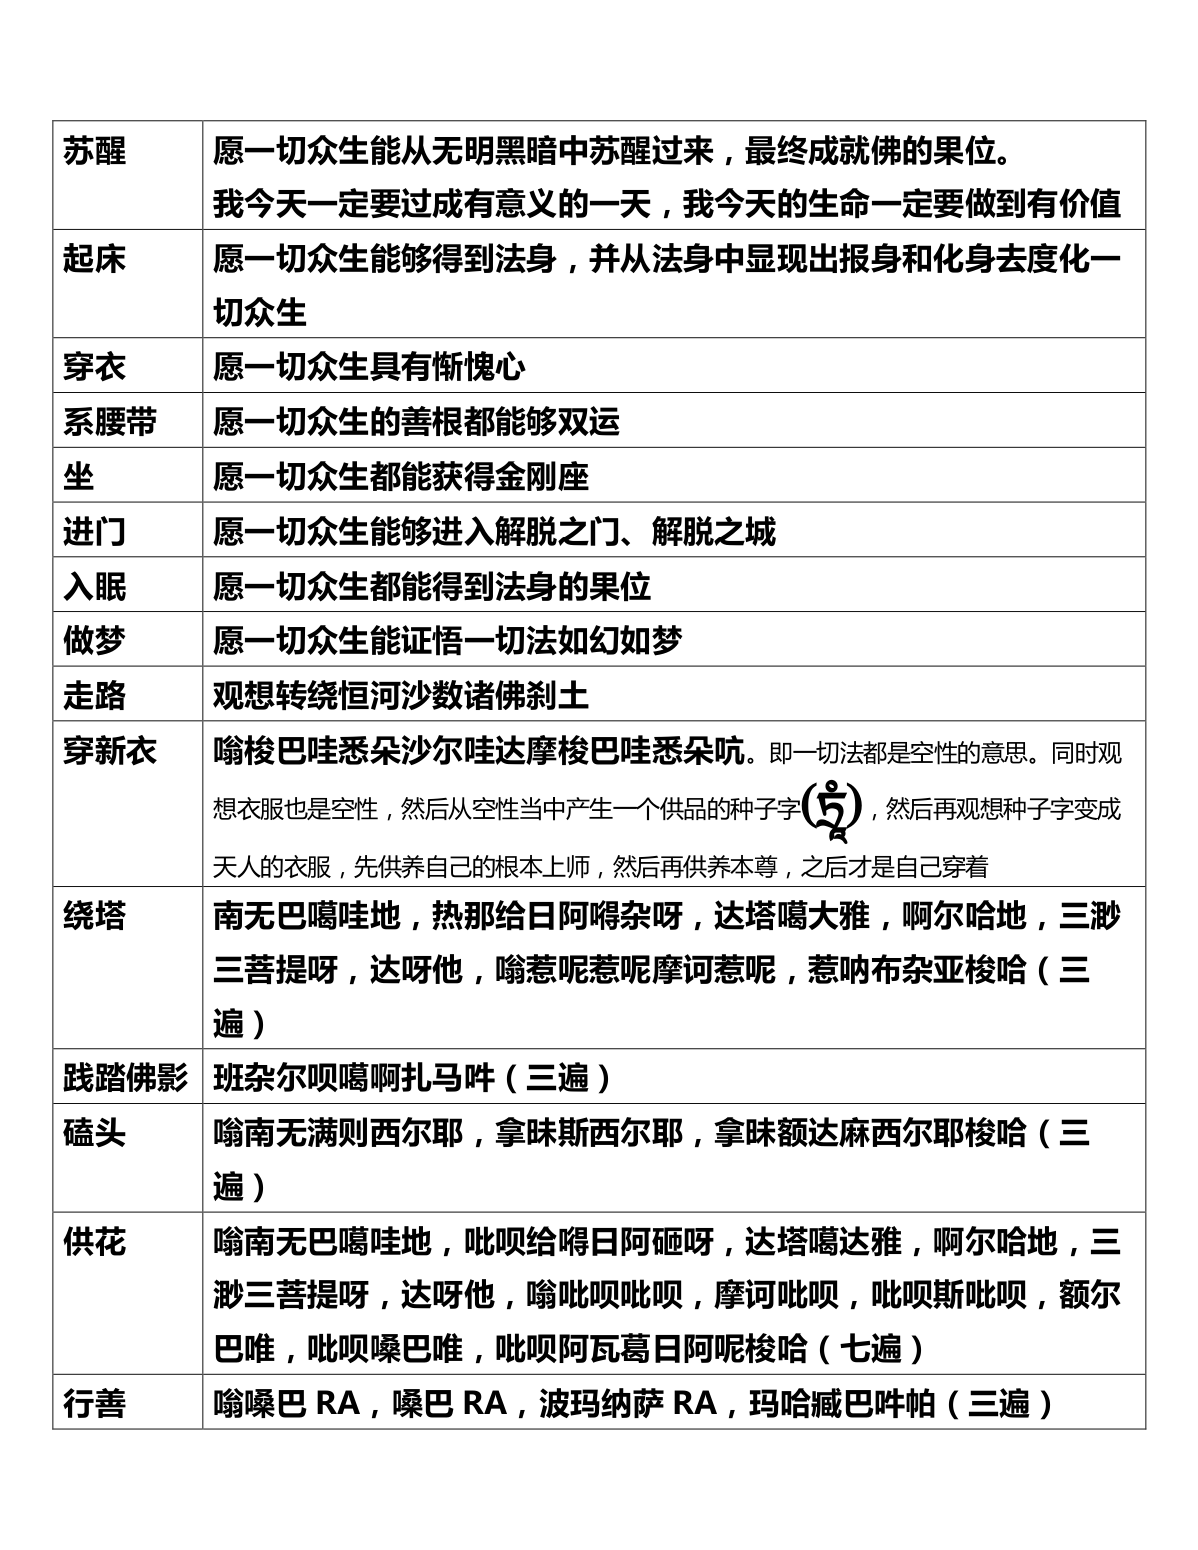 苏醒 愿一切众生能从无明黑暗中苏醒过来，最终成就佛的果位。
我今天一定要过成有意义的一天，我今天的生命一定要做到有价值
起床 愿一切众生能够得到法身，并从法身中显现出报身和化身去度化一
切众生
穿衣 愿一切众生具有惭愧心
系腰带 愿一切众生的善根都能够双运
坐 愿一切众生都能获得金刚座
进门 愿一切众生能够进入解脱之门、解脱之城
入眠 愿一切众生都能得到法身的果位
做梦 愿一切众生能证悟一切法如幻如梦
走路 观想转绕恒河沙数诸佛刹土
穿新衣 嗡梭巴哇悉朵沙尔哇达摩梭巴哇悉朵吭。即一切法都是空性的意思。同时观
想衣服也是空性，然后从空性当中产生一个供品的种子字()，然后再观想种子字变成
天人的衣服，先供养自己的根本上师，然后再供养本尊，之后才是自己穿着
绕塔 南无巴噶哇地，热那给日阿嘚杂呀，达塔噶大雅，啊尔哈地，三渺
三菩提呀，达呀他，嗡惹呢惹呢摩诃惹呢，惹呐布杂亚梭哈（三
遍）
践踏佛影 班杂尔呗噶啊扎马吽（三遍）
磕头 嗡南无满则西尔耶，拿昧斯西尔耶，拿昧额达麻西尔耶梭哈（三
遍）
供花 嗡南无巴噶哇地，吡呗给嘚日阿砸呀，达塔噶达雅，啊尔哈地，三
渺三菩提呀，达呀他，嗡吡呗吡呗，摩诃吡呗，吡呗斯吡呗，额尔
巴唯，吡呗嗓巴唯，吡呗阿瓦葛日阿呢梭哈（七遍）
行善 嗡嗓巴 RA，嗓巴 RA，波玛纳萨 RA，玛哈臧巴吽帕（三遍）